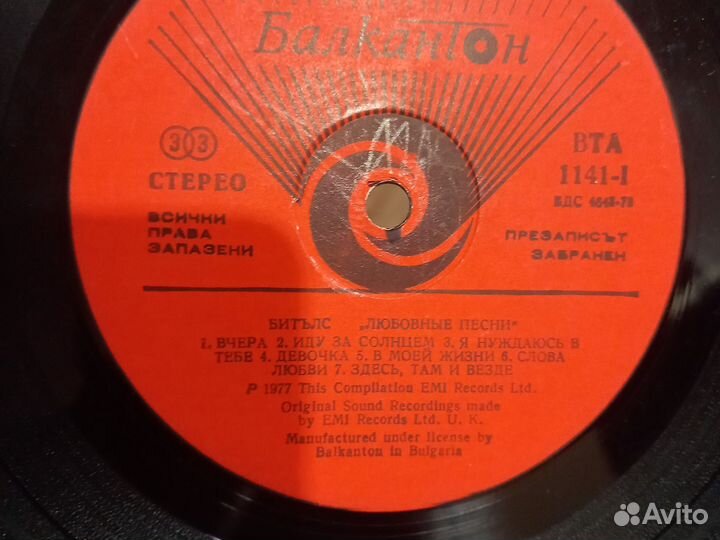 Балкантон
33
СТЕРЕО
ВТА
1141-I
ВСИЧКИ
ПРАВА
ЗАПАЗЕНИ
ПРЕЗАПИСЪТ
ЗАБРАНЕН
БИТЪЛС „ЛЮБОВНЫЕ ПЕСНИ“
1. ВЧЕРА 2. ИДУ ЗА СОЛНЦЕМ 3. Я НУЖДАЮСЬ В
ТЕБЕ 4. ДЕВОЧКА 5. В МОЕЙ ЖИЗНИ 6. СЛОВА
ЛЮБВИ 7. ЗДЕСЬ, ТАМ И ВЕЗДЕ
P 1977 This Compilation EMI Records Ltd.
Original Sound Recordings made
by EMI Records Ltd. U. K.
Manufactured under license by
Balkanton in Bulgaria
Avito